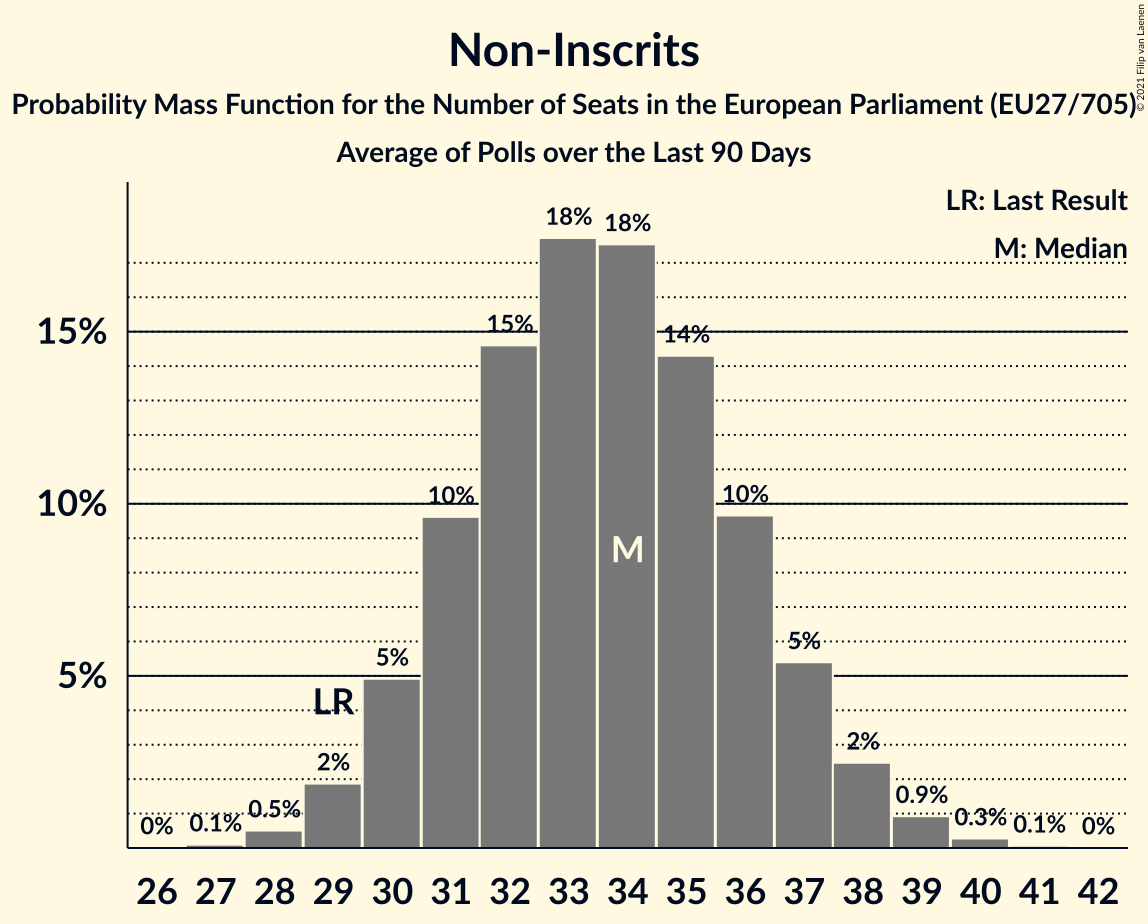 Non-Inscrits
Probability Mass Function for the Number of Seats in the European Parliament (EU27/705)
Average of Polls over the Last 90 Days
© 2021 Filip van Laenen
LR: Last Result
M: Median
18%
18%
15%
14%
15%
10%
10%
10%
M
5%
5%
5%
LR
2%
2%
0.9%
0.5%
0.3%
0%
0.1%
0.1%
0%
26 27 28 29 30 31 32 33 34 35 36 37 38 39 40 41 42